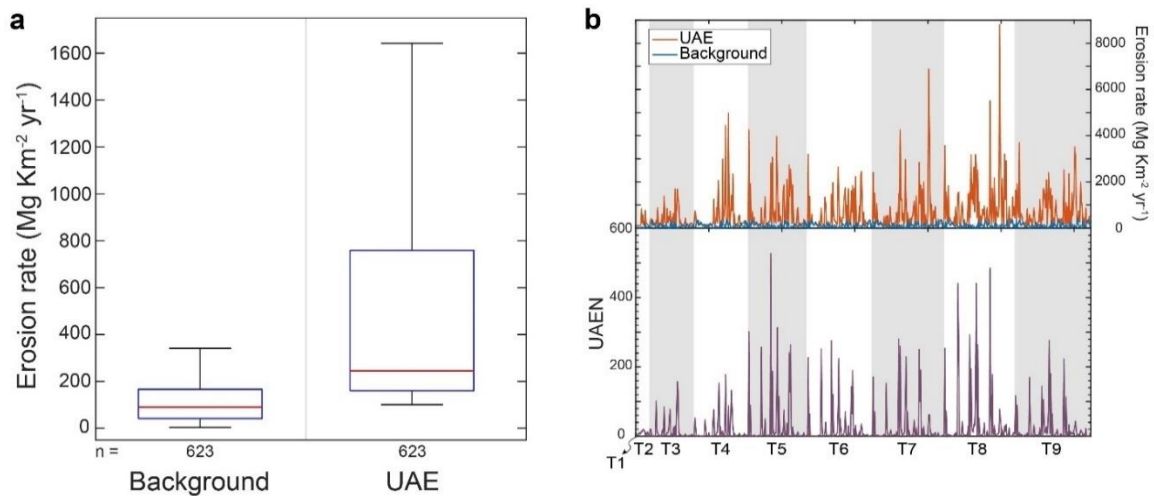 a
Erosion rate (Mg Km-2 yr-1)
1600
1400
1200
1000
800
600
400
200
0
n =
623
623
Background
UAE
b
UAE
Background
8000
6000
4000
2000
0
Erosion rate (Mg Km-2 yr-1)
600
400
200
0
UAEN
T1
T2
T3
T4
T5
T6
T7
T8
T9